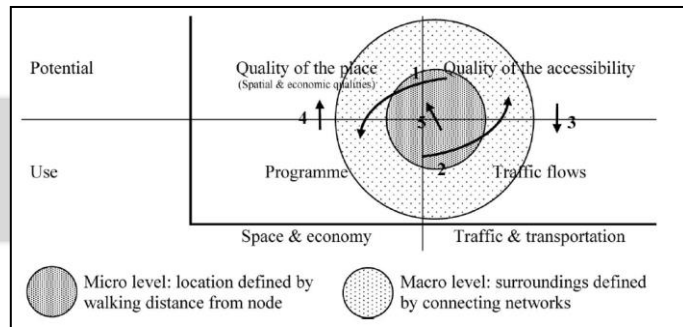 Potential
Quality of the place
(Spatial & economic qualities)
1
Quality of the accessibility
4
5
3
Use
Programme
2
Traffic flows
Space & economy
Traffic & transportation
Micro level: location defined by
walking distance from node
Macro level: surroundings defined
by connecting networks